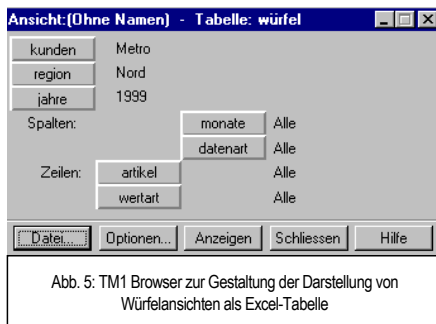 Ansicht:(Ohne Namen) - Tabelle: würfel
kunden Metro
region Nord
jahre 1999
Spalten: monate Alle
datenart Alle
Zeilen: artikel Alle
wertart Alle
Datei... Optionen... Anzeigen Schliessen Hilfe
Abb. 5: TM1 Browser zur Gestaltung der Darstellung von
Würfelansichten als Excel-Tabelle